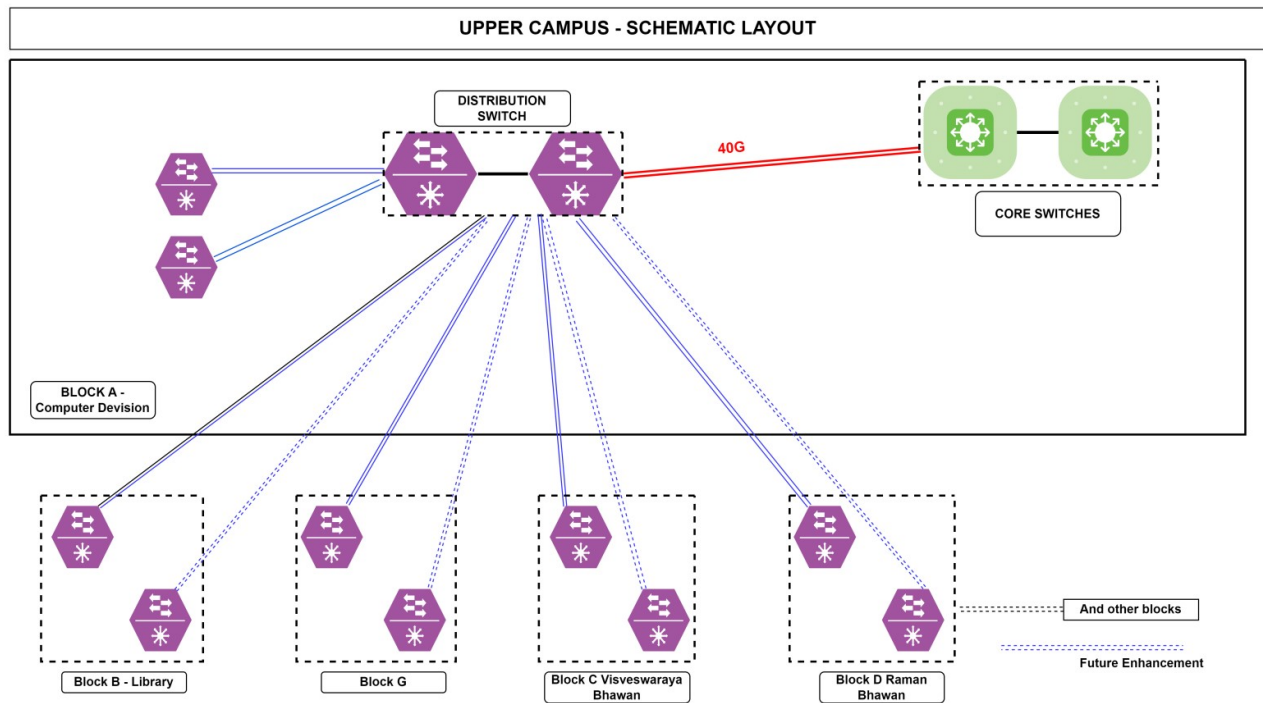 UPPER CAMPUS - SCHEMATIC LAYOUT
DISTRIBUTION
SWITCH
40G
CORE SWITCHES
BLOCK A -
Computer Devision
Block B - Library
Block G
Block C Visveswaraya
Bhawan
Block D Raman
Bhawan
And other blocks
Future Enhancement